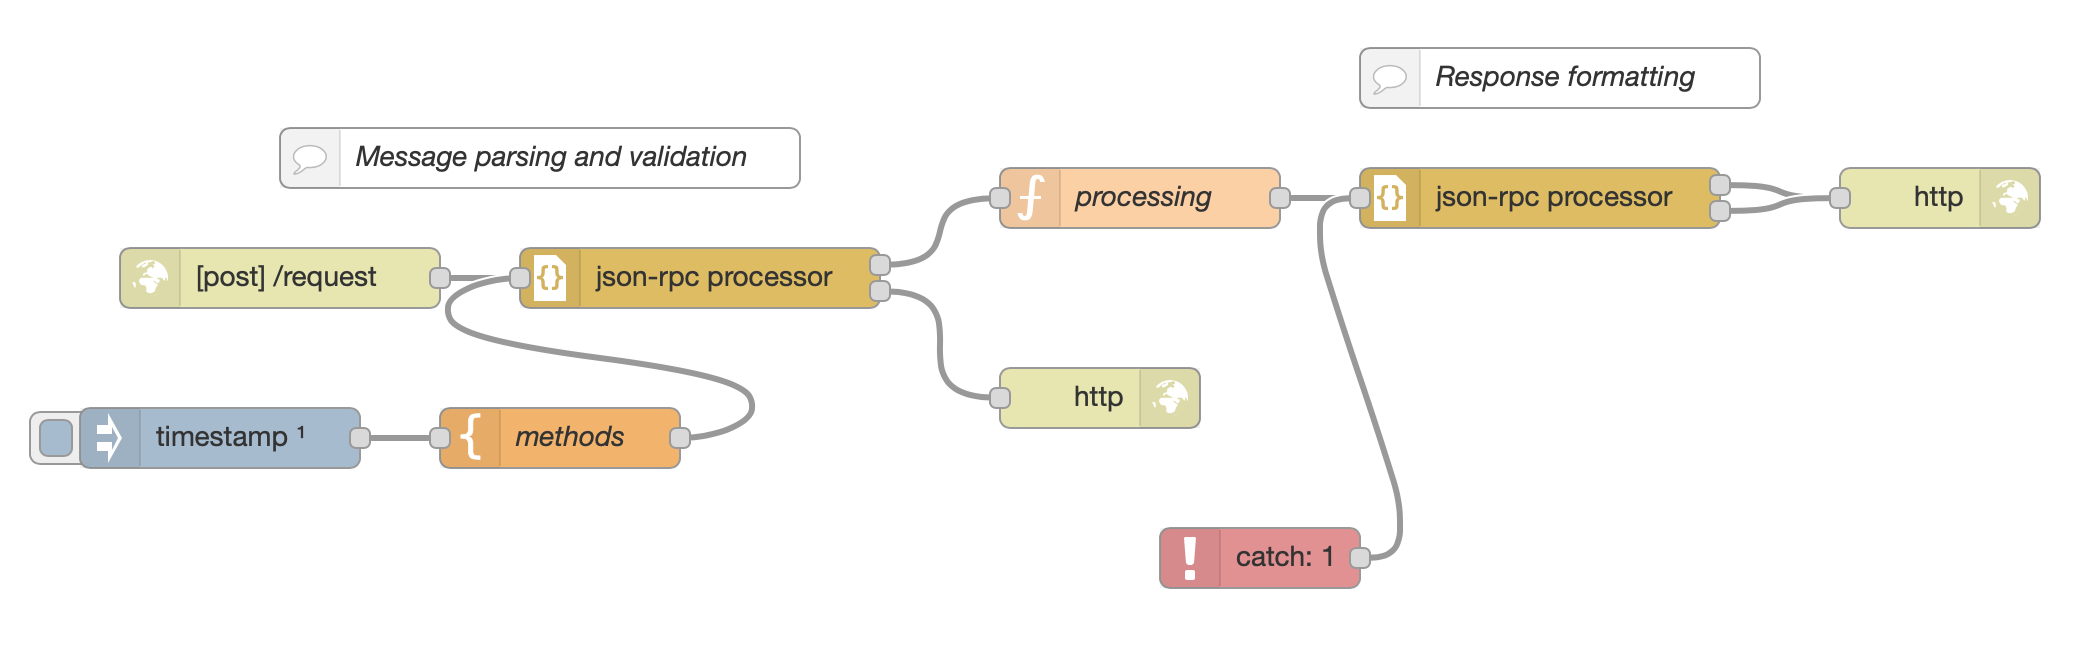 Response formatting
Message parsing and validation
processing
json-rpc processor
http
[post] /request
json-rpc processor
http
timestamp ¹
methods
catch: 1